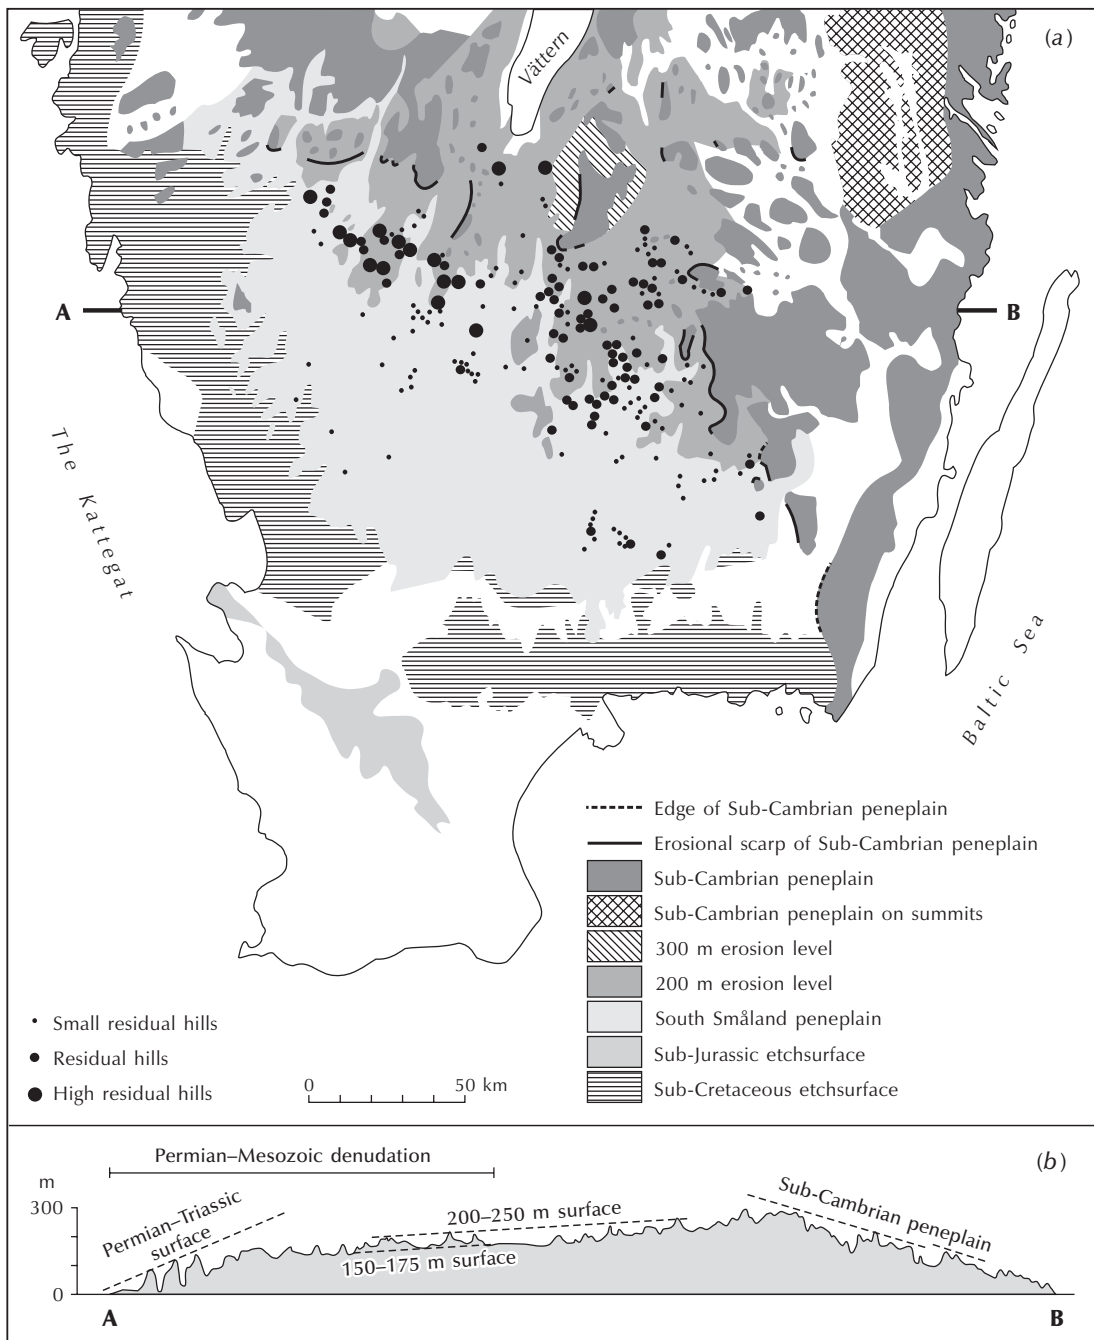 (a)
Vättern
A
B
The Kattegat
Baltic Sea
Edge of Sub-Cambrian peneplain
Erosional scarp of Sub-Cambrian peneplain
Sub-Cambrian peneplain
Sub-Cambrian peneplain on summits
300 m erosion level
200 m erosion level
South Småland peneplain
Sub-Jurassic etchsurface
Sub-Cretaceous etchsurface
Small residual hills
Residual hills
High residual hills
0 50 km
(b)
Permian–Mesozoic denudation
m
300
0
Permian–Triassic
surface
200–250 m surface
150–175 m surface
Sub-Cambrian peneplain
A
B